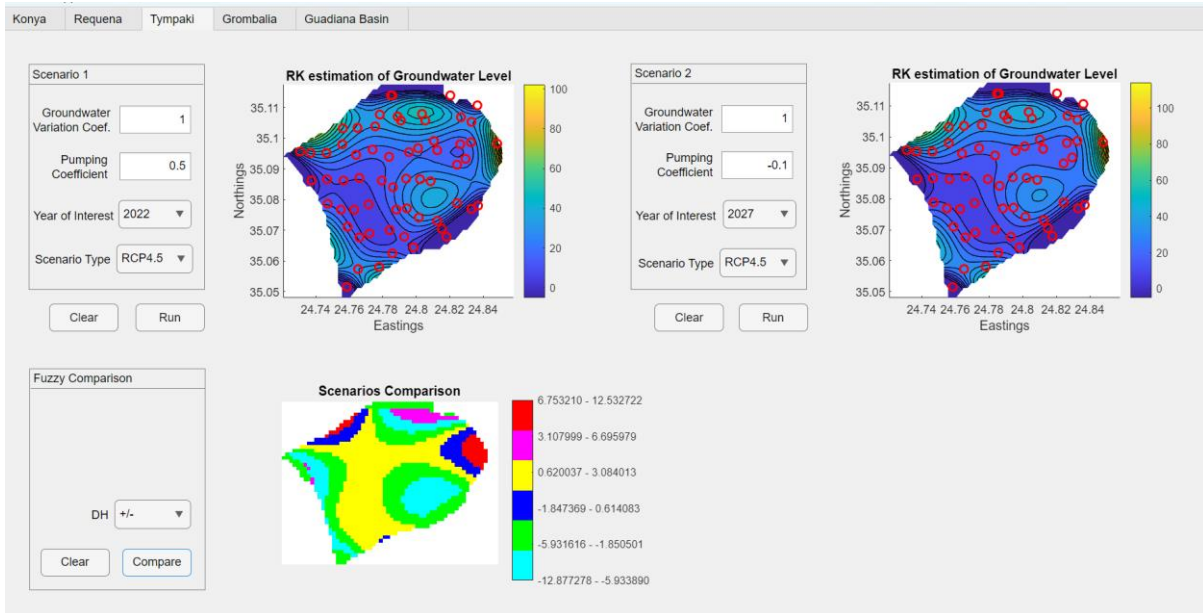 Konya
Requena
Tympaki
Grombalia
Guadiana Basin
Scenario 1
Groundwater
Variation Coef.
1
Pumping
Coefficient
0.5
Year of Interest
2022
Scenario Type
RCP4.5
Clear
Run
RK estimation of Groundwater Level
Northings
35.11
35.1
35.09
35.08
35.07
35.06
35.05
24.74 24.76 24.78 24.8 24.82 24.84
Eastings
100
80
60
40
20
0
Scenario 2
Groundwater
Variation Coef.
1
Pumping
Coefficient
-0.1
Year of Interest
2027
Scenario Type
RCP4.5
Clear
Run
RK estimation of Groundwater Level
Northings
35.11
35.1
35.09
35.08
35.07
35.06
35.05
24.74 24.76 24.78 24.8 24.82 24.84
Eastings
100
80
60
40
20
0
Fuzzy Comparison
DH
+/-
Clear
Compare
Scenarios Comparison
6.753210 - 12.532722
3.107999 - 6.695979
0.620037 - 3.084013
-1.847369 - 0.614083
-5.931616 - -1.850501
-12.877278 - -5.933890